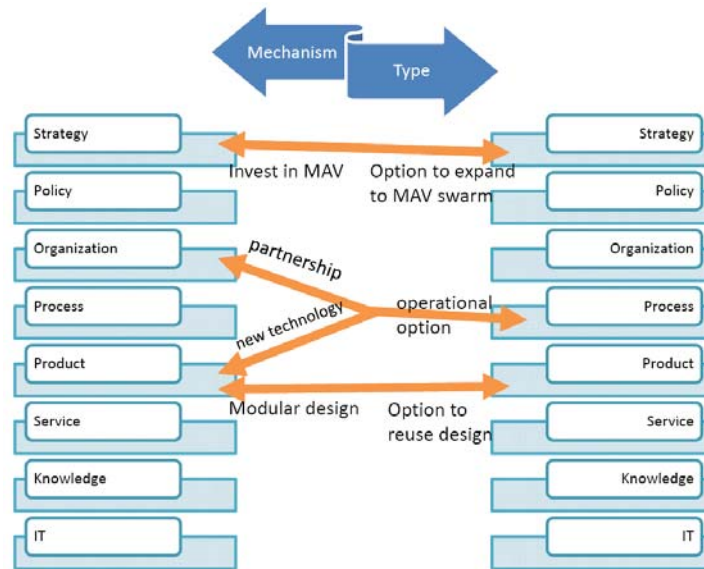 Mechanism
Type
Strategy
Strategy
Invest in MAV
Option to expand
to MAV swarm
Policy
Policy
Organization
partnership
Organization
Process
new technology
operational
option
Process
Product
Product
Modular design
Option to
reuse design
Service
Service
Knowledge
Knowledge
IT
IT